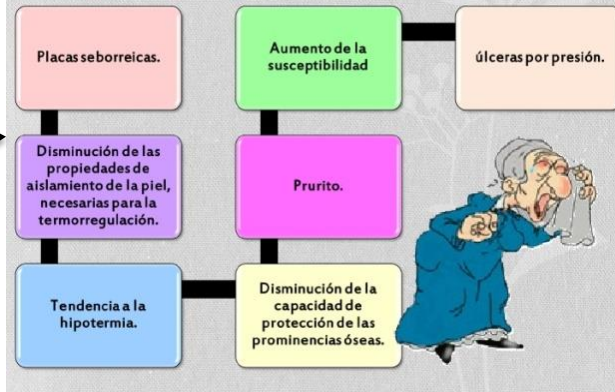 Placas seborreicas.
Disminución de las
propiedades de
aislamiento de la piel,
necesarias para la
termorregulación.
Tendencia a la
hipotermia.
Disminución de la
capacidad de
protección de las
prominencias óseas.
Prurito.
Aumento de la
susceptibilidad
úlceras por presión.